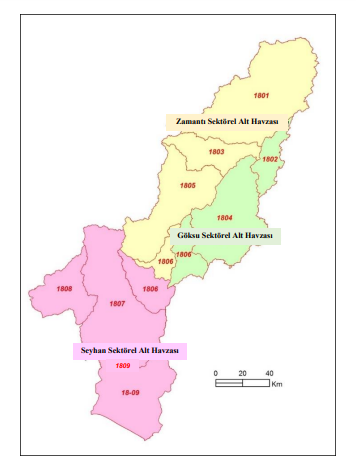 1801
Zamantı Sektörel Alt Havzası
1803
1802
1805
1804
Göksu Sektörel Alt Havzası
1806
1806
1808
1806
1807
Seyhan Sektörel Alt Havzası
1809
18-09
0 20 40
Km